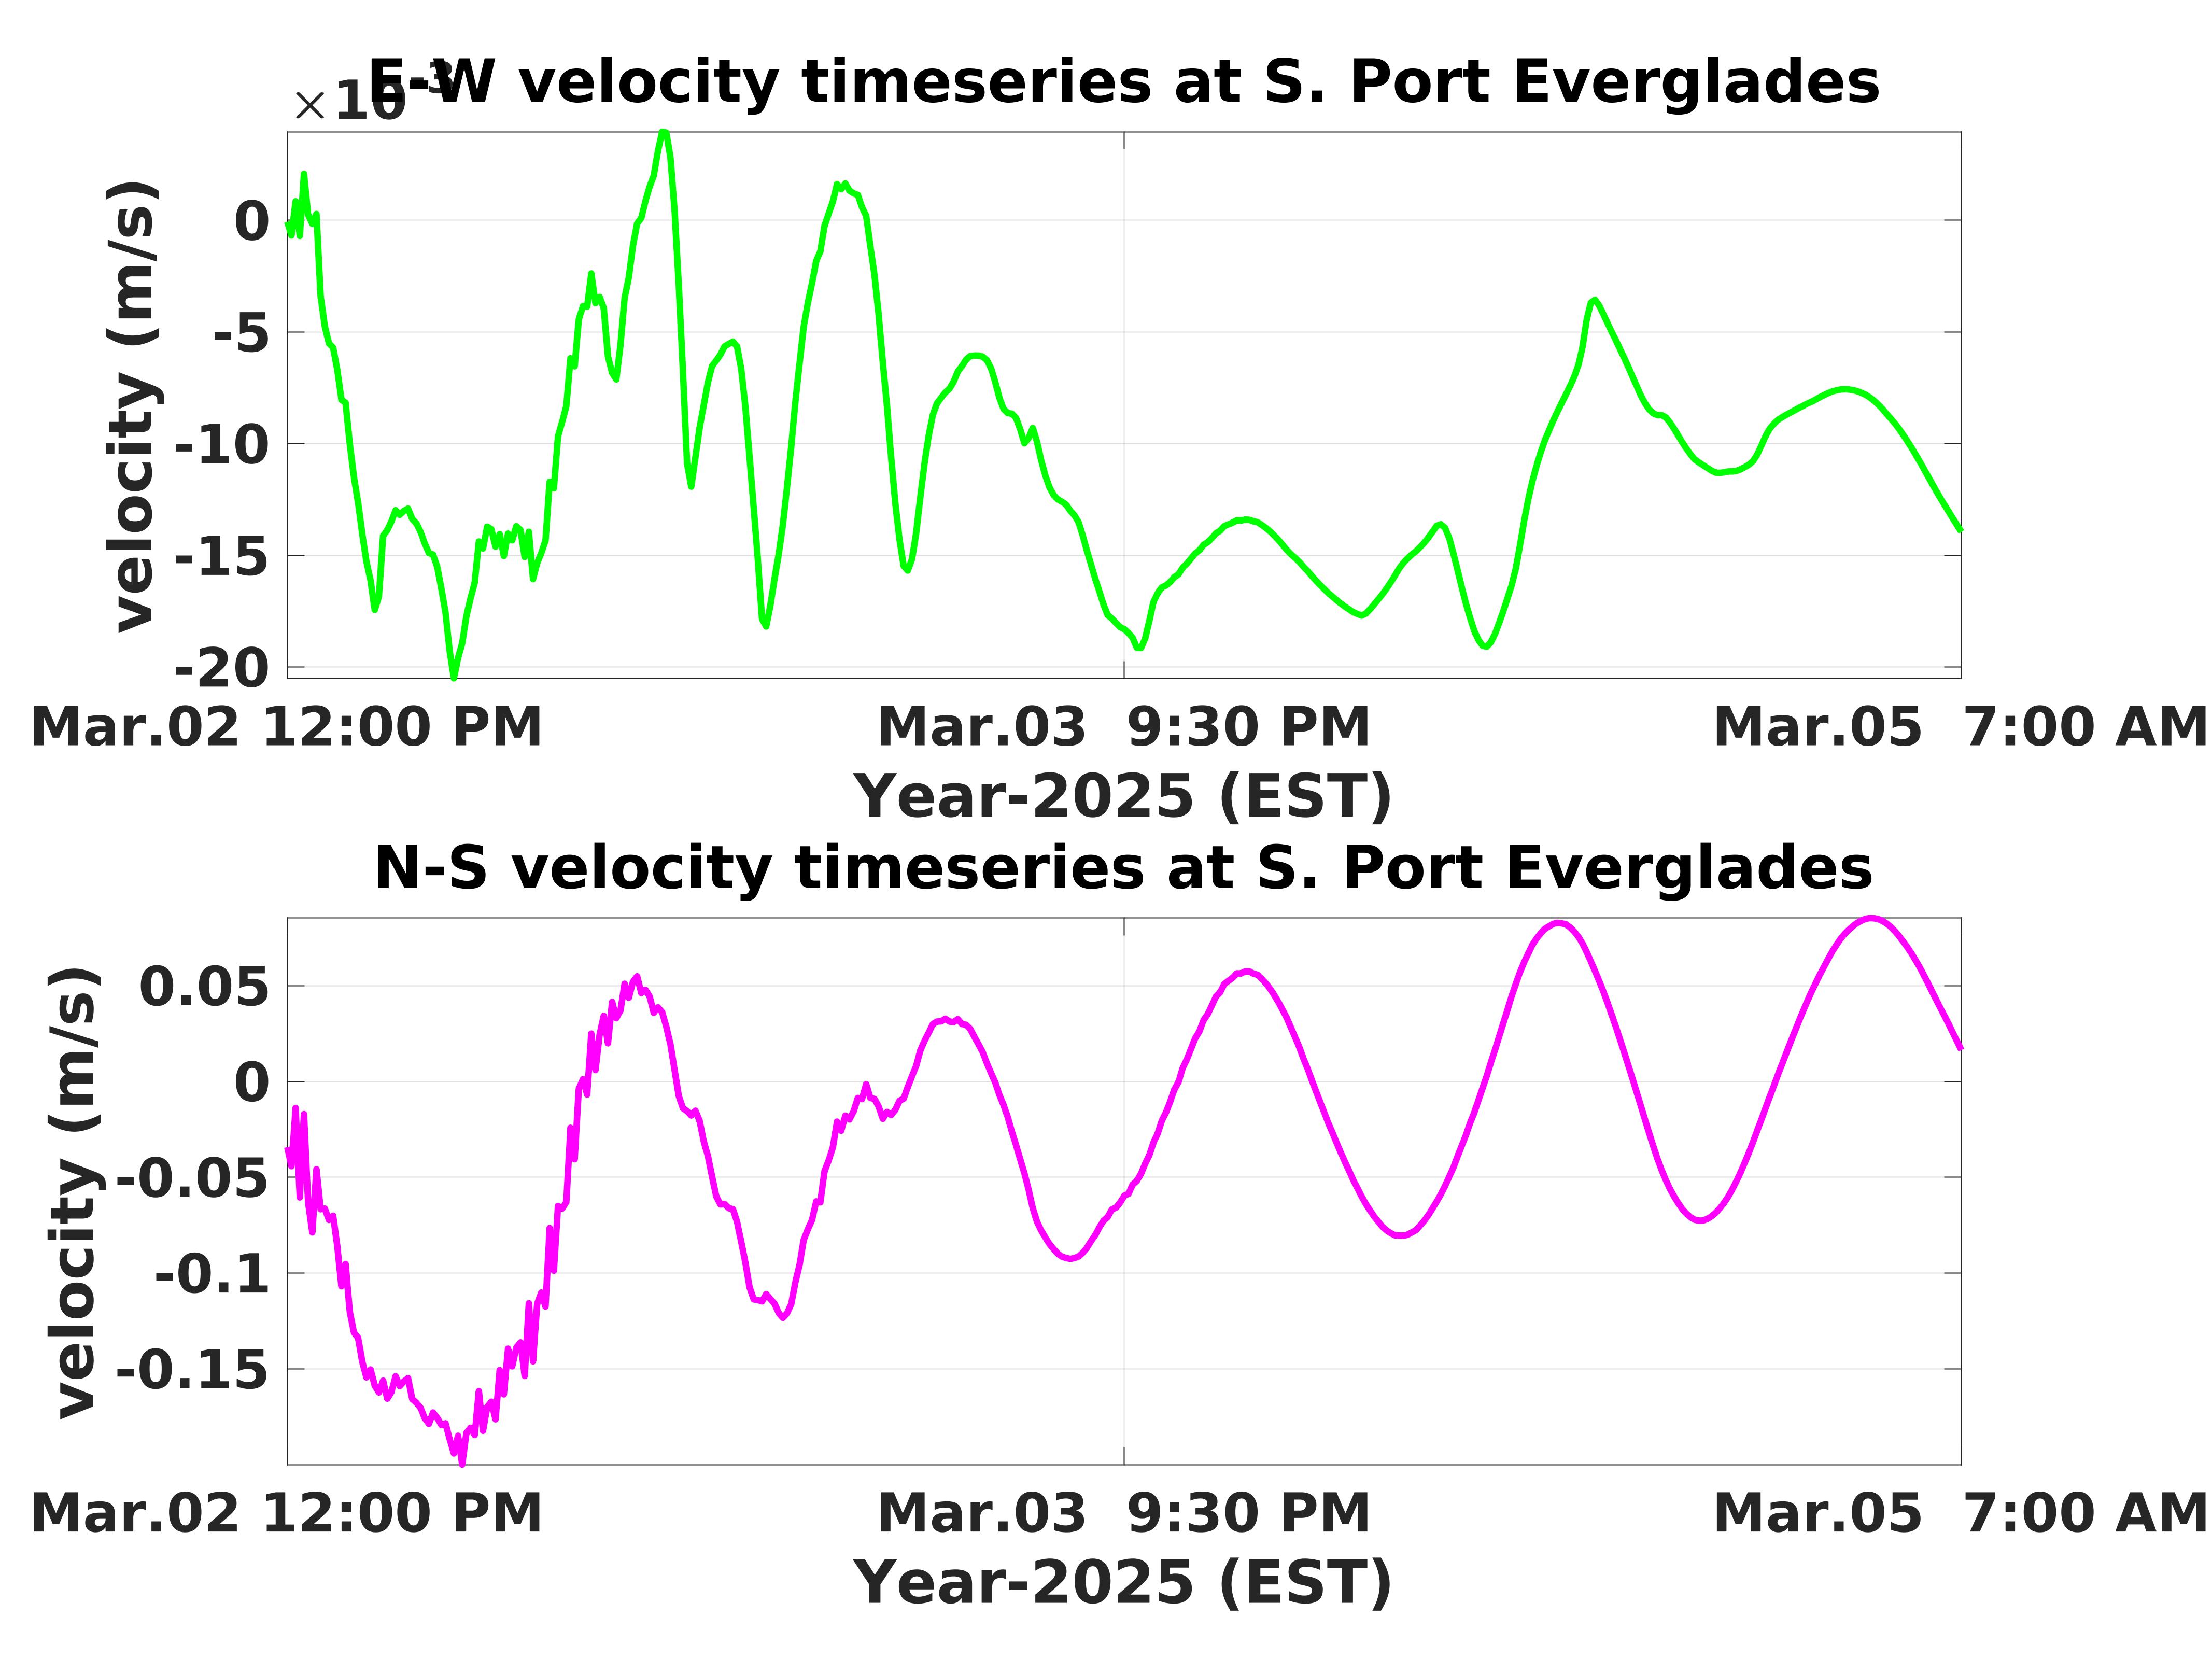 ×10-3
E-W velocity timeseries at S. Port Everglades
velocity (m/s)
0
-5
-10
-15
-20
Mar.02 12:00 PM Mar.03 9:30 PM Mar.05 7:00 AM
Year-2025 (EST)
N-S velocity timeseries at S. Port Everglades
velocity (m/s)
0.05
0
-0.05
-0.1
-0.15
Mar.02 12:00 PM Mar.03 9:30 PM Mar.05 7:00 AM
Year-2025 (EST)